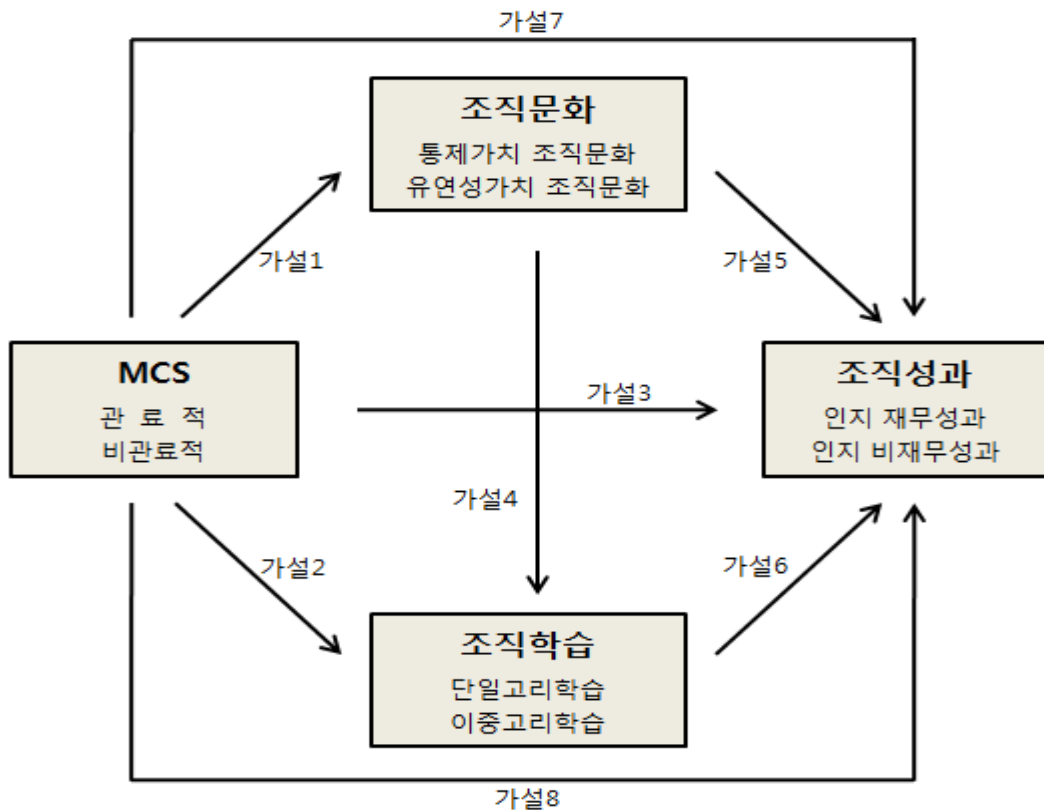 가설7
조직문화
통제가치 조직문화
유연성가치 조직문화
가설1
가설5
MCS
관 료 적
비관료적
가설3
조직성과
인지 재무성과
인지 비재무성과
가설4
가설2
가설6
조직학습
단일고리학습
이중고리학습
가설8